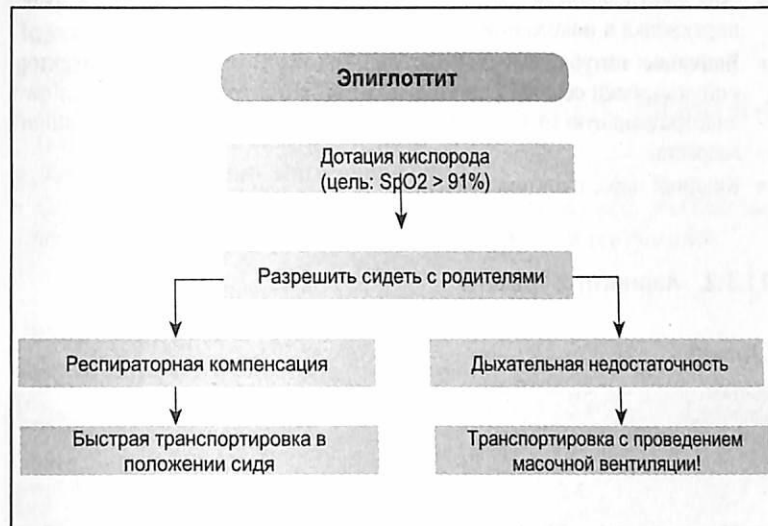 Эпиглоттит
Дотация кислорода
(цель: SpO2 > 91%)
Разрешить сидеть с родителями
Респираторная компенсация
Дыхательная недостаточность
Быстрая транспортировка в
положении сидя
Транспортировка с проведением
масочной вентиляции!